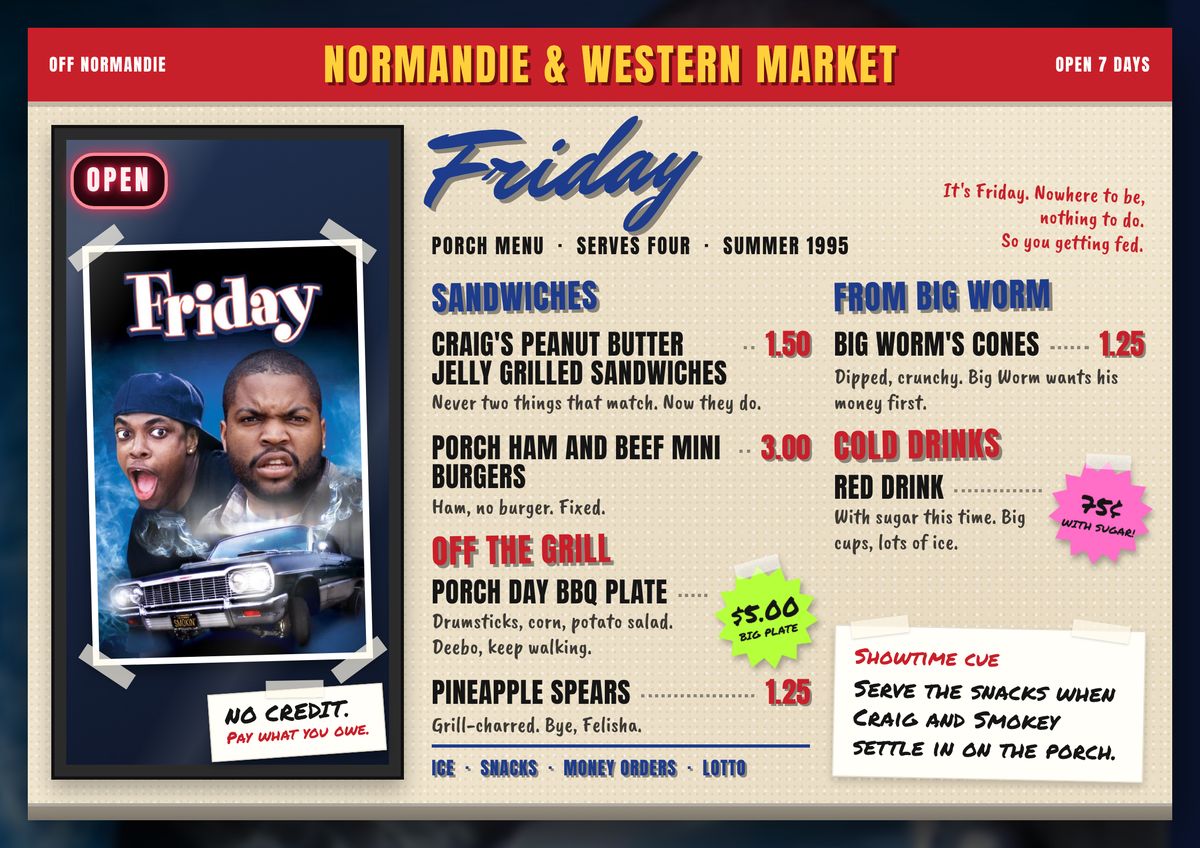 OFF NORMANDIE
NORMANDIE & WESTERN MARKET
OPEN 7 DAYS
OPEN
Friday
SMOKIN
NO CREDIT.
PAY WHAT YOU OWE.
Friday
PORCH MENU · SERVES FOUR · SUMMER 1995
It's Friday. Nowhere to be,
nothing to do.
So you getting fed.
SANDWICHES
CRAIG'S PEANUT BUTTER 1.50
JELLY GRILLED SANDWICHES
Never two things that match. Now they do.
PORCH HAM AND BEEF MINI 3.00
BURGERS
Ham, no burger. Fixed.
OFF THE GRILL
PORCH DAY BBQ PLATE
Drumsticks, corn, potato salad.
Deebo, keep walking.
$5.00
BIG PLATE
PINEAPPLE SPEARS 1.25
Grill-charred. Bye, Felisha.
ICE · SNACKS · MONEY ORDERS · LOTTO
FROM BIG WORM
BIG WORM'S CONES 1.25
Dipped, crunchy. Big Worm wants his
money first.
COLD DRINKS
RED DRINK
With sugar this time. Big
cups, lots of ice.
75¢
WITH SUGAR!
SHOWTIME CUE
SERVE THE SNACKS WHEN
CRAIG AND SMOKEY
SETTLE IN ON THE PORCH.